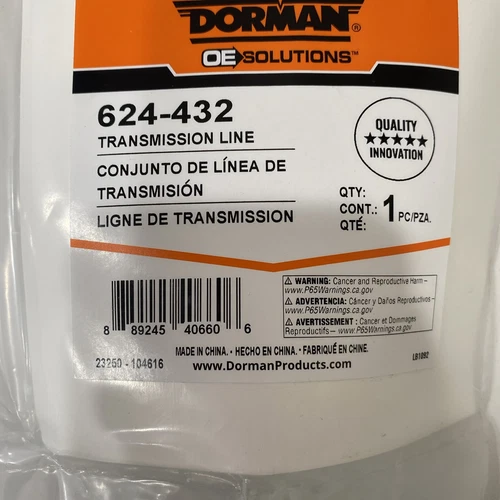 DORMAN®
OE SOLUTIONS™
624-432
TRANSMISSION LINE
CONJUNTO DE LÍNEA DE
TRANSMISIÓN
LIGNE DE TRANSMISSION
QUALITY
★★★★★
INNOVATION
QTY:
CONT.: 1 PC/PZA.
QTÉ:
8 89245 40660 6
23250 - 104616
⚠ WARNING: Cancer and Reproductive Harm –
www.P65Warnings.ca.gov
⚠ ADVERTENCIA: Cáncer y Daños Reproductivos –
www.P65Warnings.ca.gov
⚠ AVERTISSEMENT : Cancer et Dommages
Reproductifs – www.P65Warnings.ca.gov
MADE IN CHINA. • HECHO EN CHINA. • FABRIQUÉ EN CHINE.
LB1092
www.DormanProducts.com